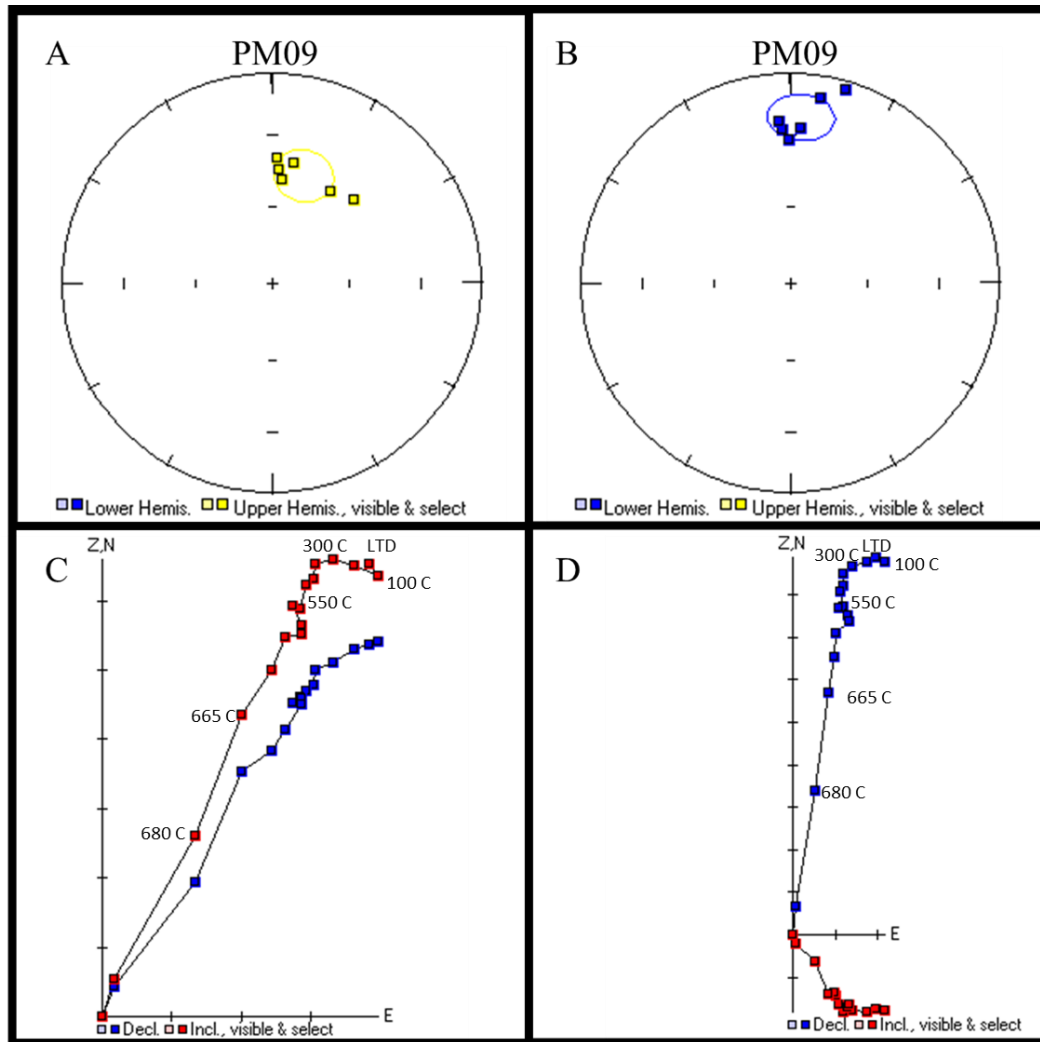 A PM09
B PM09
Lower Hemis. Upper Hemis., visible & select
Lower Hemis. Upper Hemis., visible & select
C Z,N 300 C LTD
100 C
550 C
665 C
680 C
E
Decl. Incl., visible & select
D Z,N 300 C LTD
100 C
550 C
665 C
680 C
E
Decl. Incl., visible & select